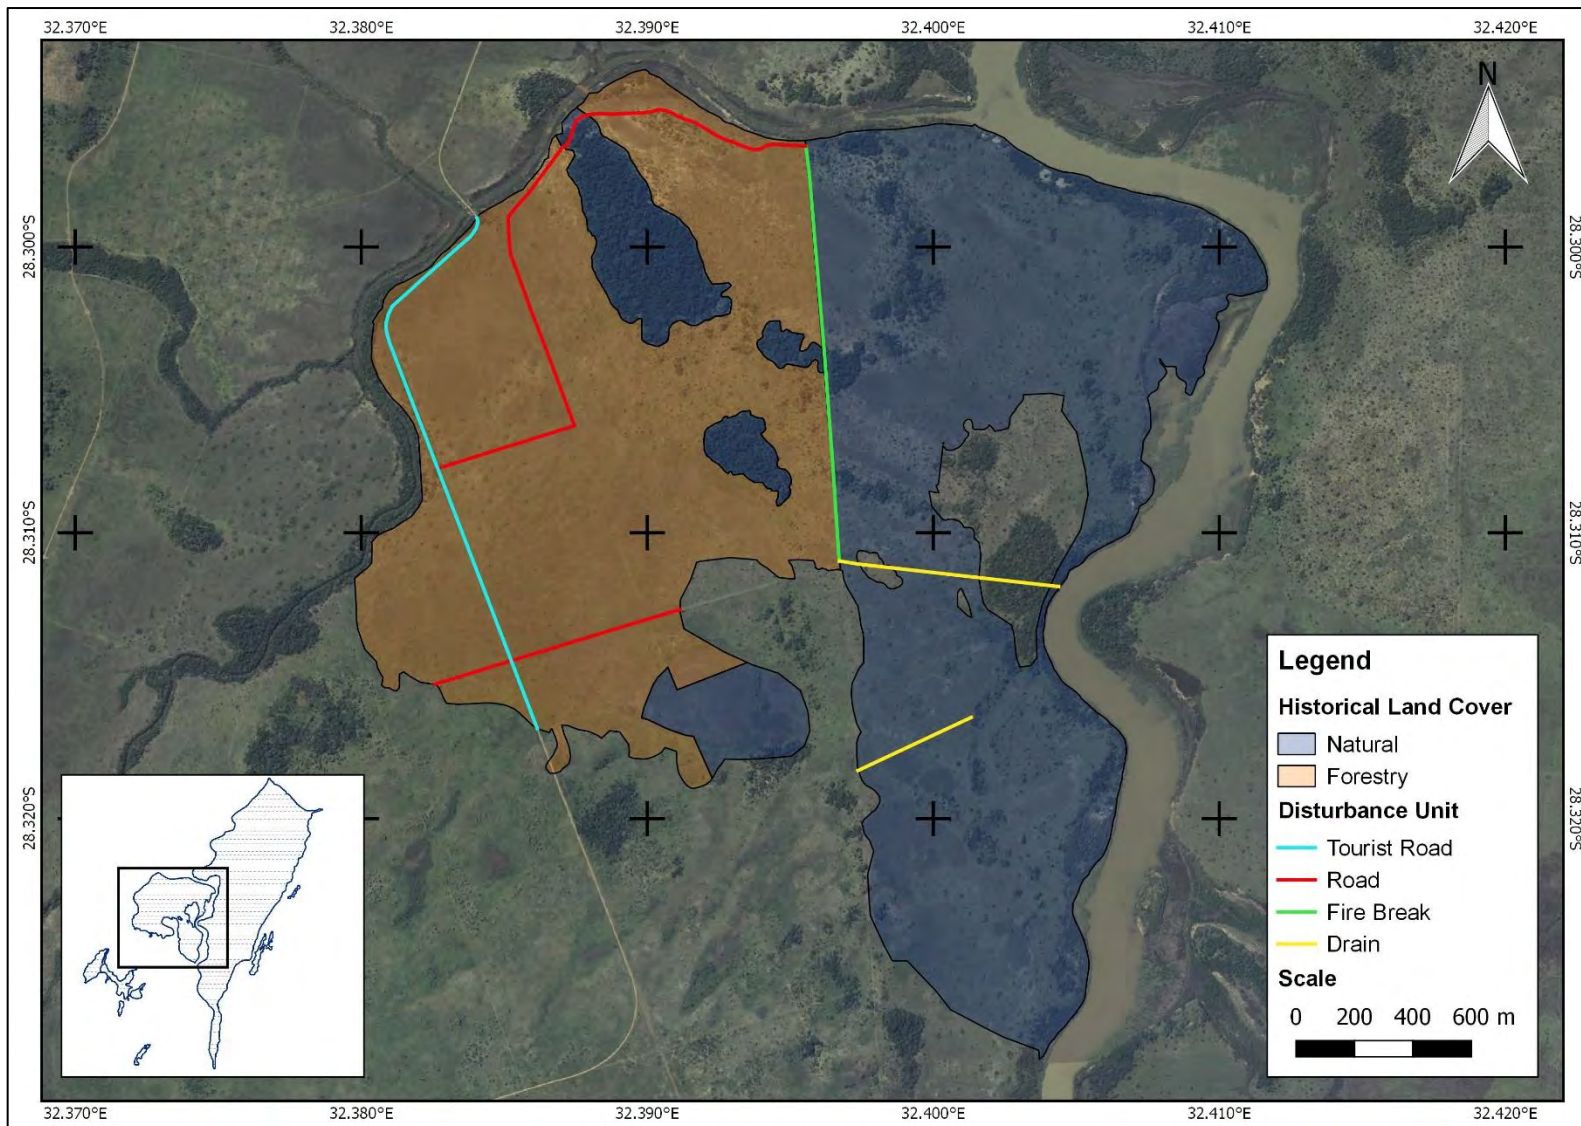 32.370°E 32.380°E 32.390°E 32.400°E 32.410°E 32.420°E
N
28.300°S 28.300°S
28.310°S 28.310°S
28.320°S 28.320°S
Legend
Historical Land Cover
Natural
Forestry
Disturbance Unit
Tourist Road
Road
Fire Break
Drain
Scale
0 200 400 600 m
32.370°E 32.380°E 32.390°E 32.400°E 32.410°E 32.420°E